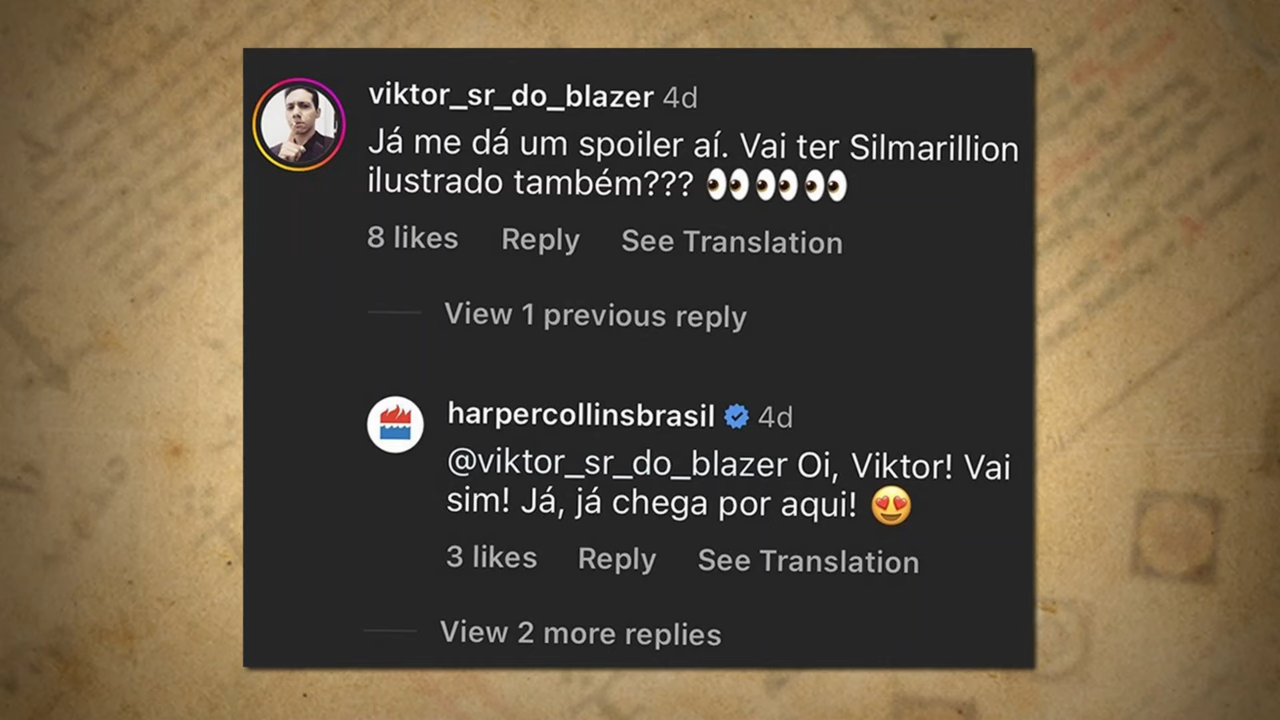 viktor_sr_do_blazer 4d
Já me dá um spoiler aí. Vai ter Silmarillion
ilustrado também??? 👀👀👀
8 likes Reply See Translation
View 1 previous reply
harpercollinsbrasil 4d
@viktor_sr_do_blazer Oi, Viktor! Vai
sim! Já, já chega por aqui! 😍
3 likes Reply See Translation
View 2 more replies